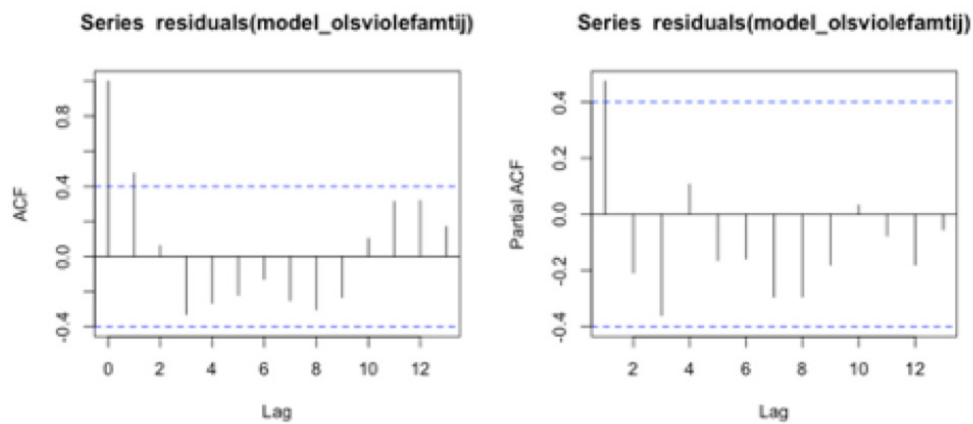 Series residuals(model_olsviolefamtij)
ACF
0.8
0.4
0.0
-0.4
0 2 4 6 8 10 12
Lag
Series residuals(model_olsviolefamtij)
Partial ACF
0.4
0.2
0.0
-0.2
-0.4
2 4 6 8 10 12
Lag